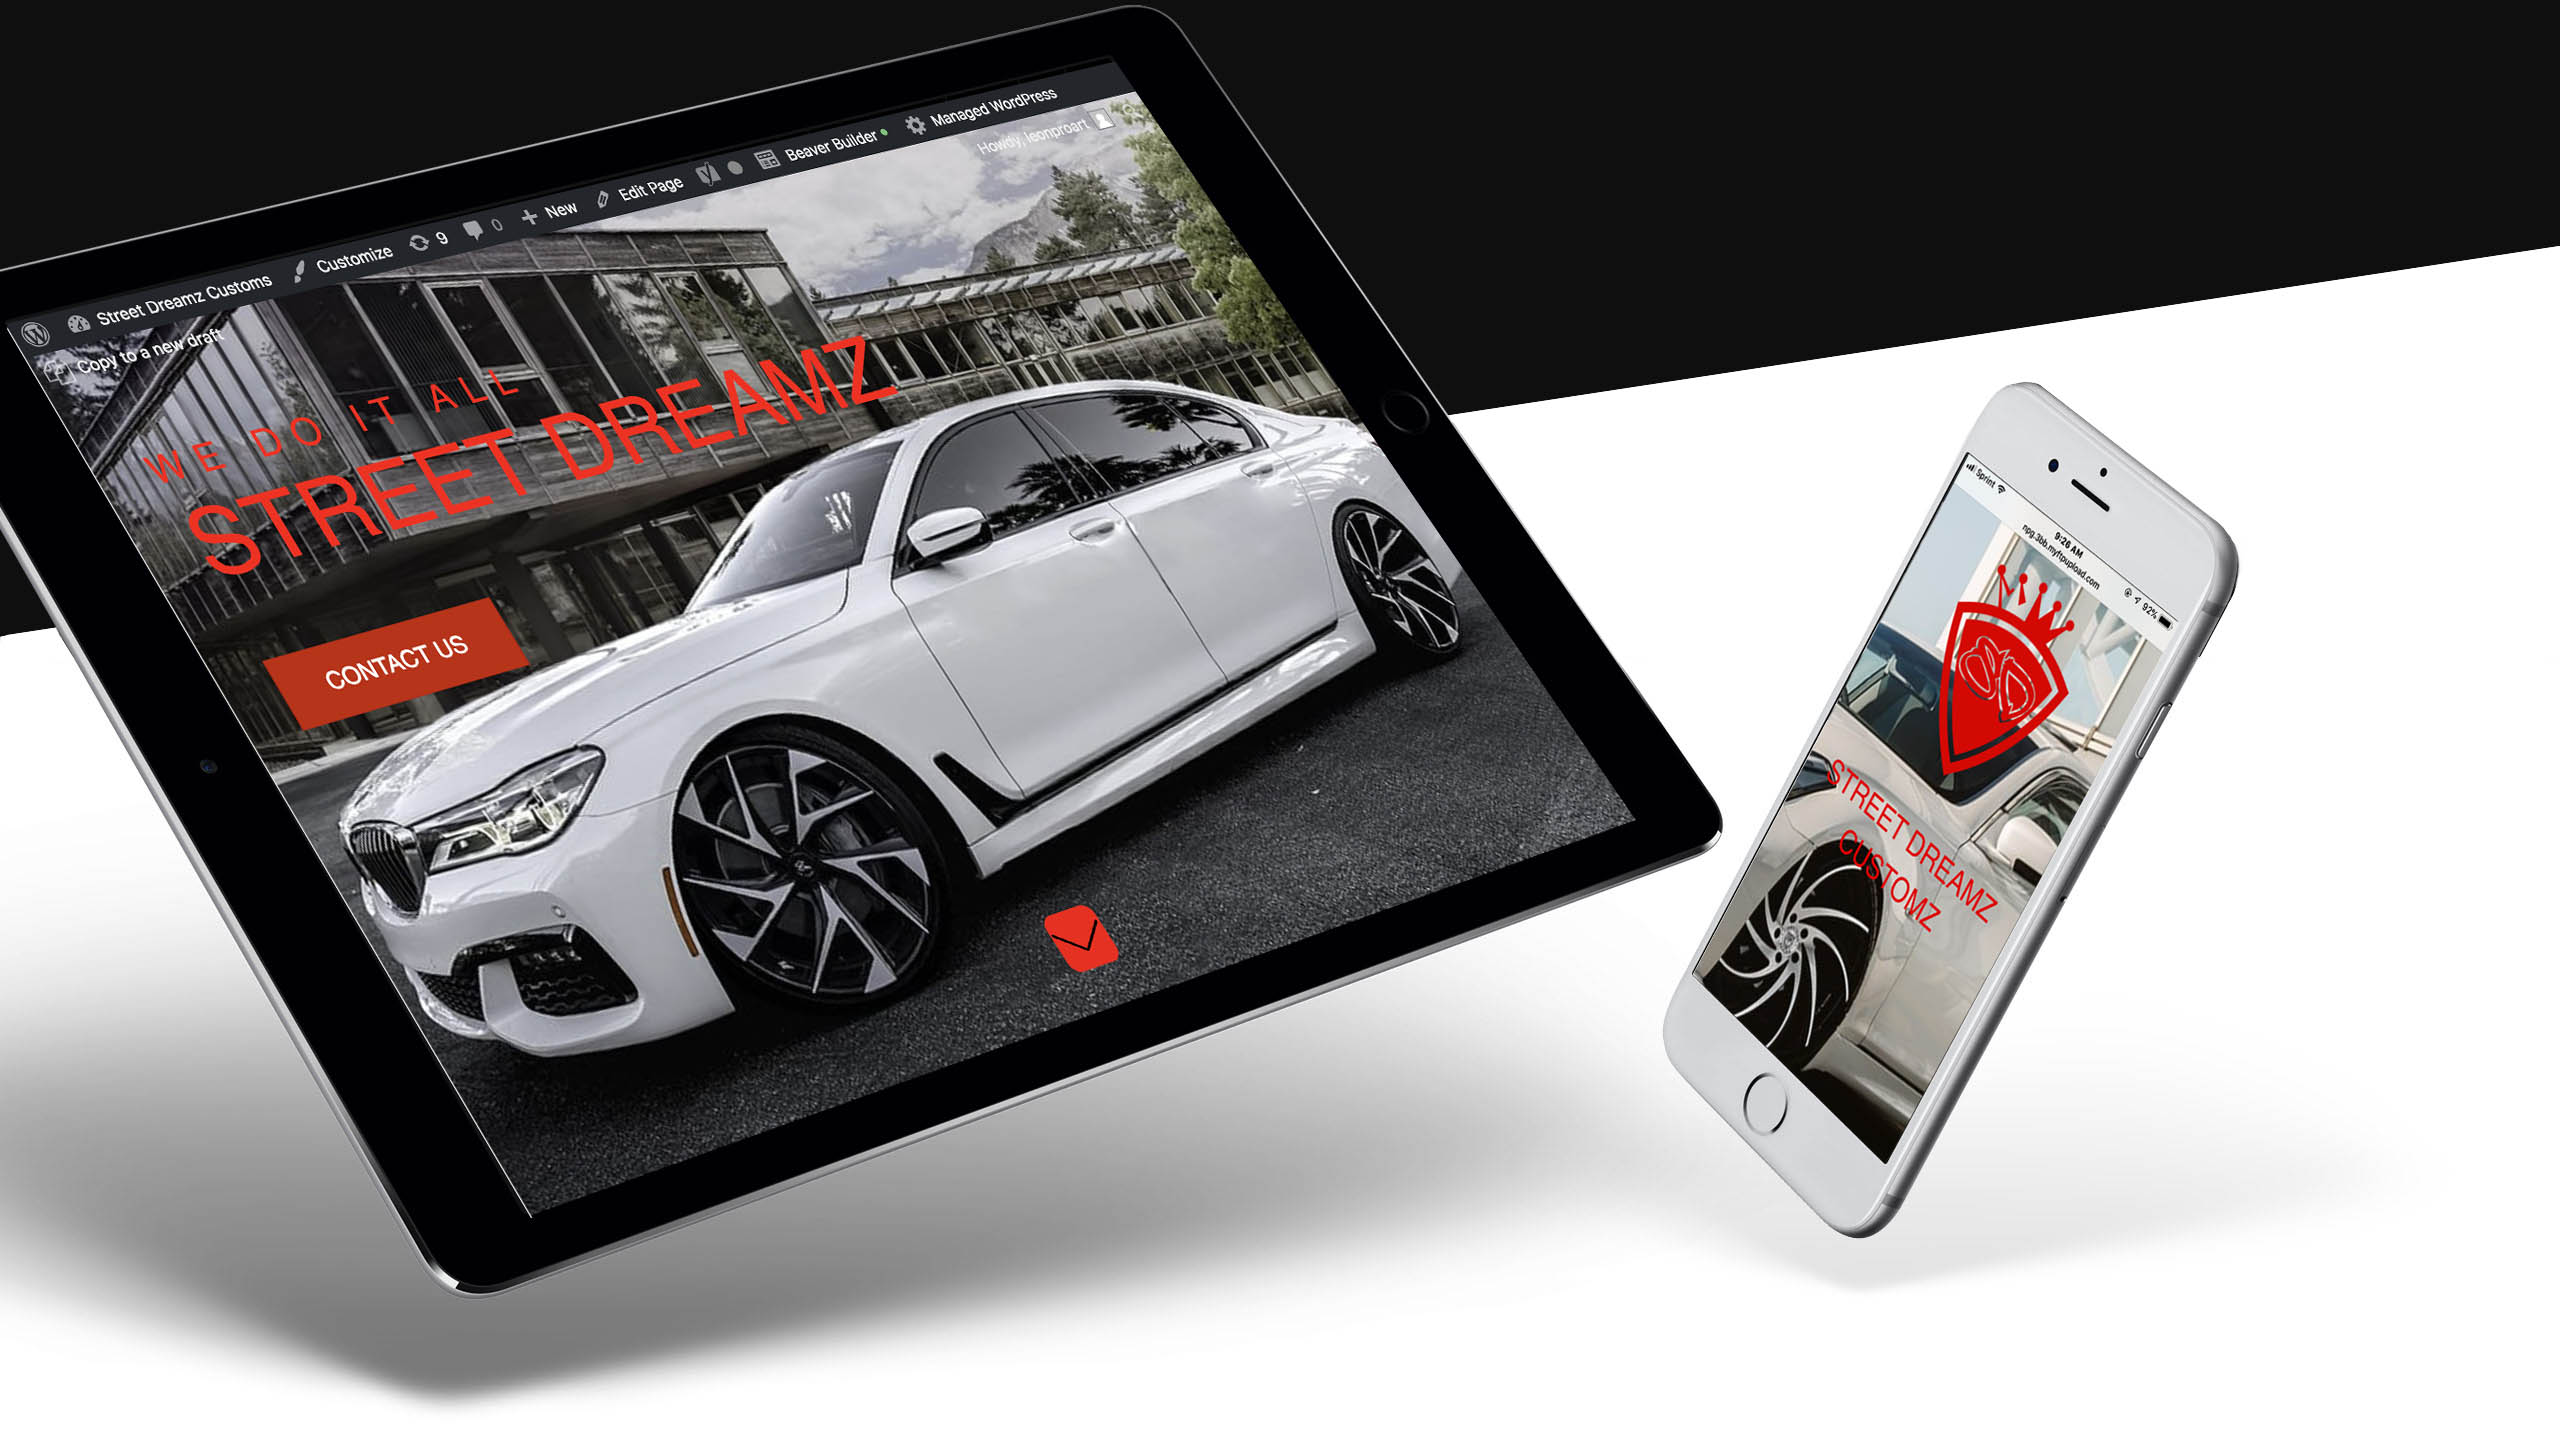 Street Dreamz Customs Customize 9 0 New Edit Page Beaver Builder Managed WordPress
Copy to a new draft
Howdy, leonproart
WE DO IT ALL
STREET DREAMZ
CONTACT US
Sprint
9:26 AM
92%
npg.3bb.myftpupload.com
STREET DREAMZ
CUSTOMZ